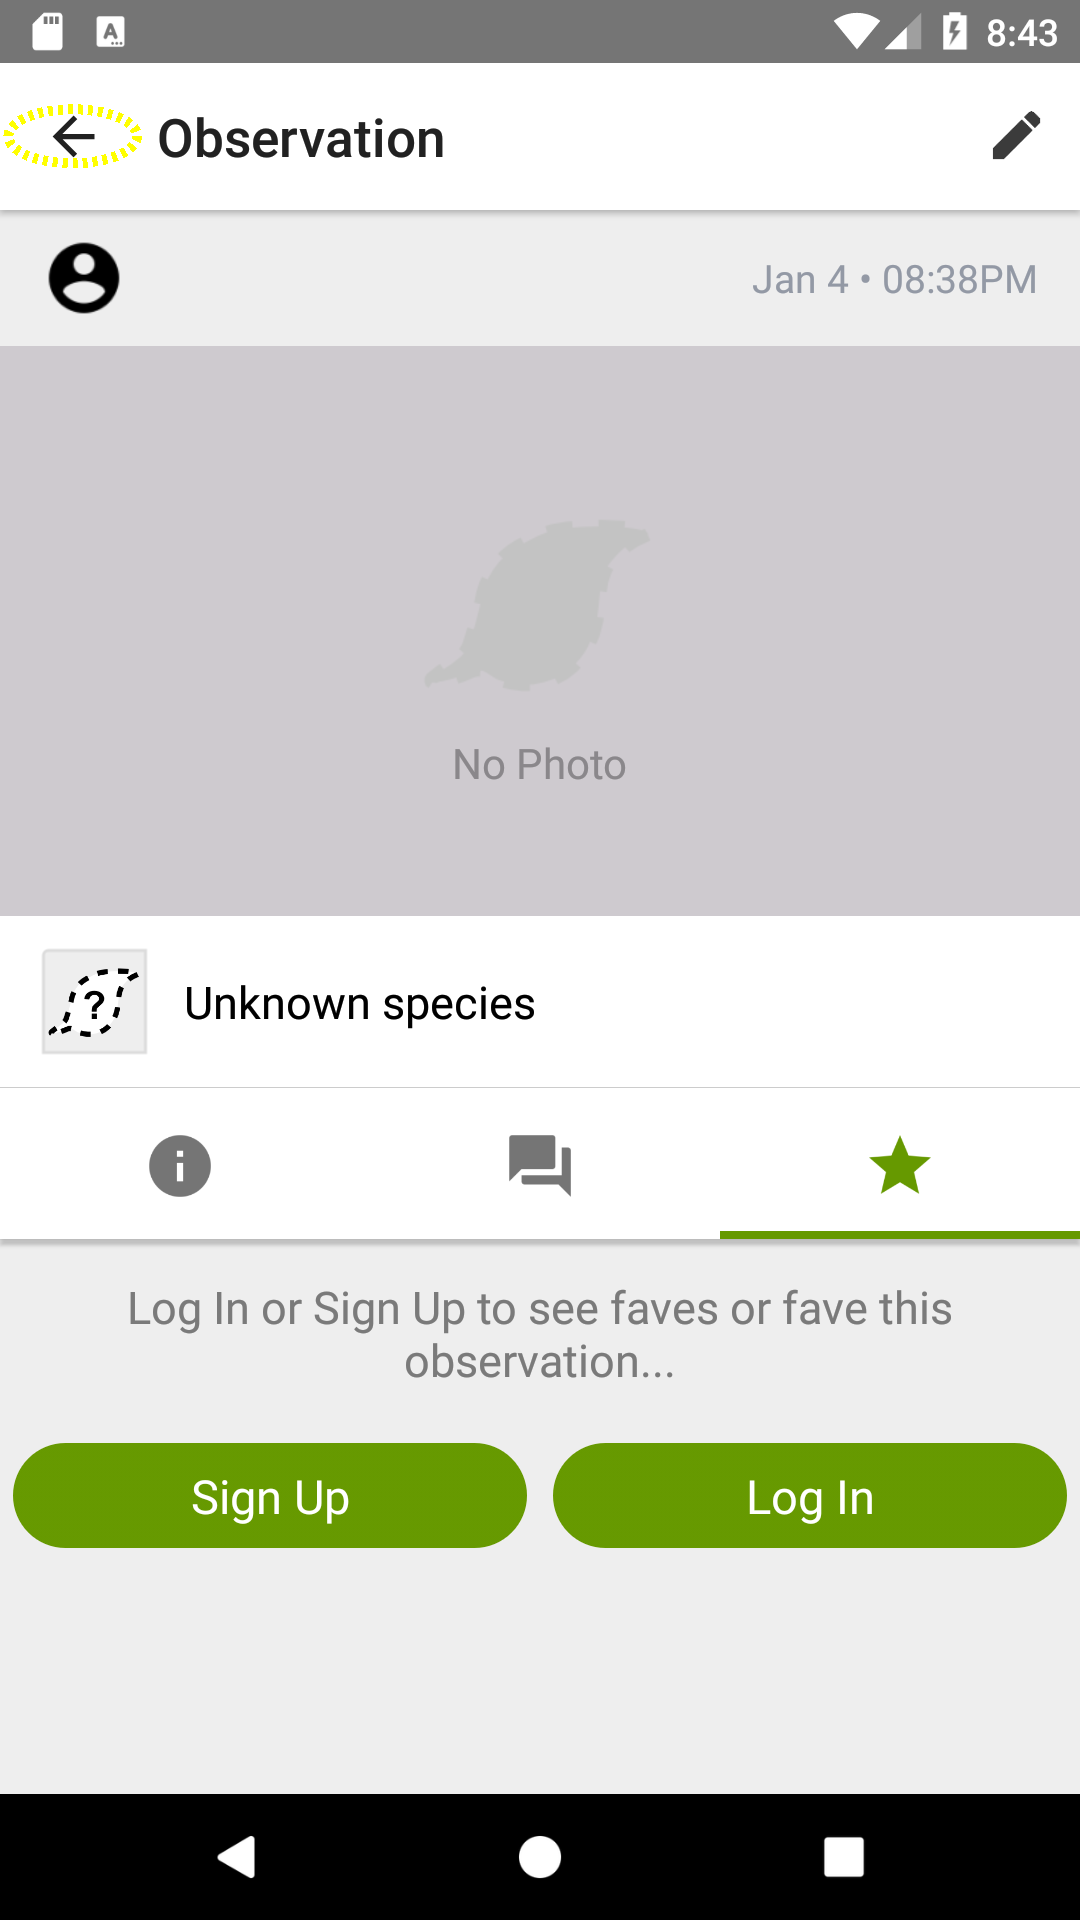 8:43
Observation
Jan 4 • 08:38PM
No Photo
?
Unknown species
Log In or Sign Up to see faves or fave this
observation...
Sign Up
Log In